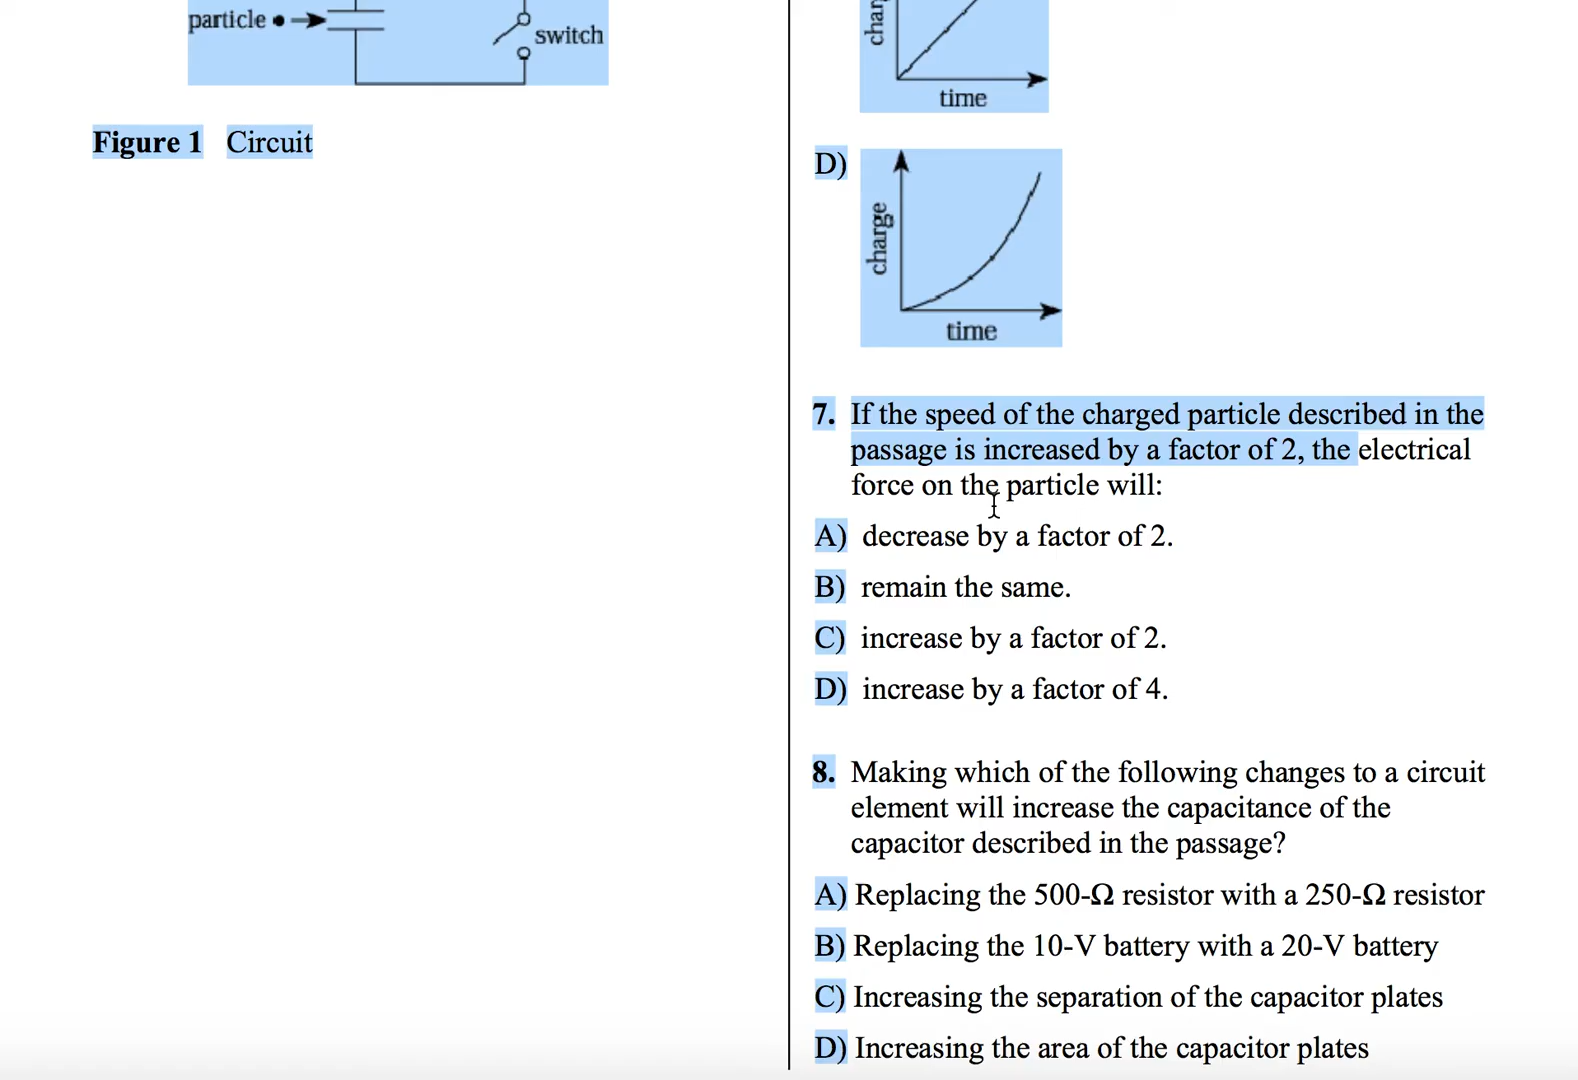 particle
switch
Figure 1 Circuit
time
D)
charge
time
7. If the speed of the charged particle described in the
passage is increased by a factor of 2, the electrical
force on the particle will:
A) decrease by a factor of 2.
B) remain the same.
C) increase by a factor of 2.
D) increase by a factor of 4.
8. Making which of the following changes to a circuit
element will increase the capacitance of the
capacitor described in the passage?
A) Replacing the 500-Ω resistor with a 250-Ω resistor
B) Replacing the 10-V battery with a 20-V battery
C) Increasing the separation of the capacitor plates
D) Increasing the area of the capacitor plates